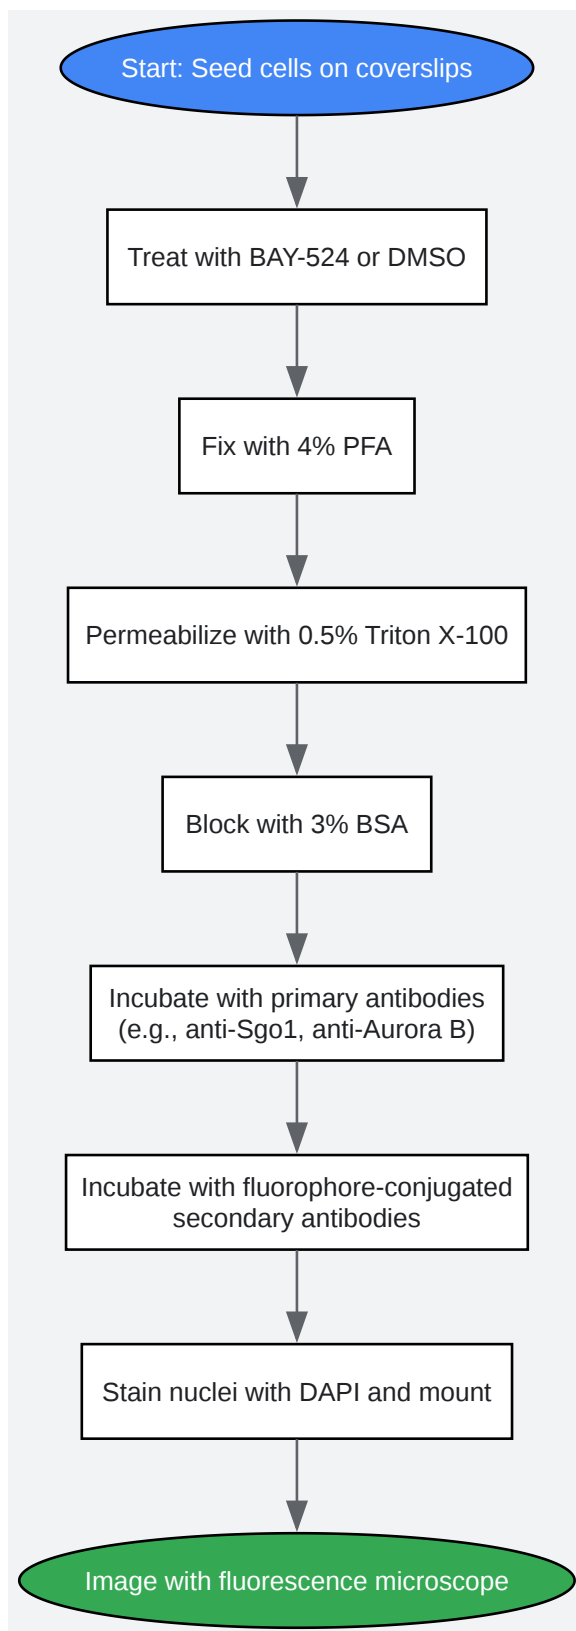 Start: Seed cells on coverslips
Treat with BAY-524 or DMSO
Fix with 4% PFA
Permeabilize with 0.5% Triton X-100
Block with 3% BSA
Incubate with primary antibodies
(e.g., anti-Sgo1, anti-Aurora B)
Incubate with fluorophore-conjugated
secondary antibodies
Stain nuclei with DAPI and mount
Image with fluorescence microscope